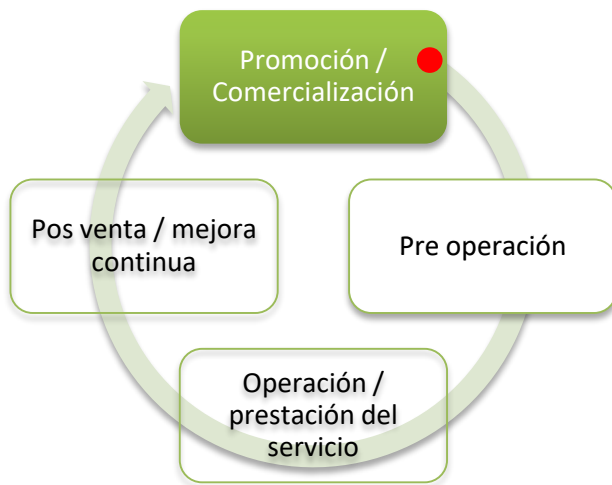 Promoción /
Comercialización
Pre operación
Operación /
prestación del
servicio
Pos venta / mejora
continua